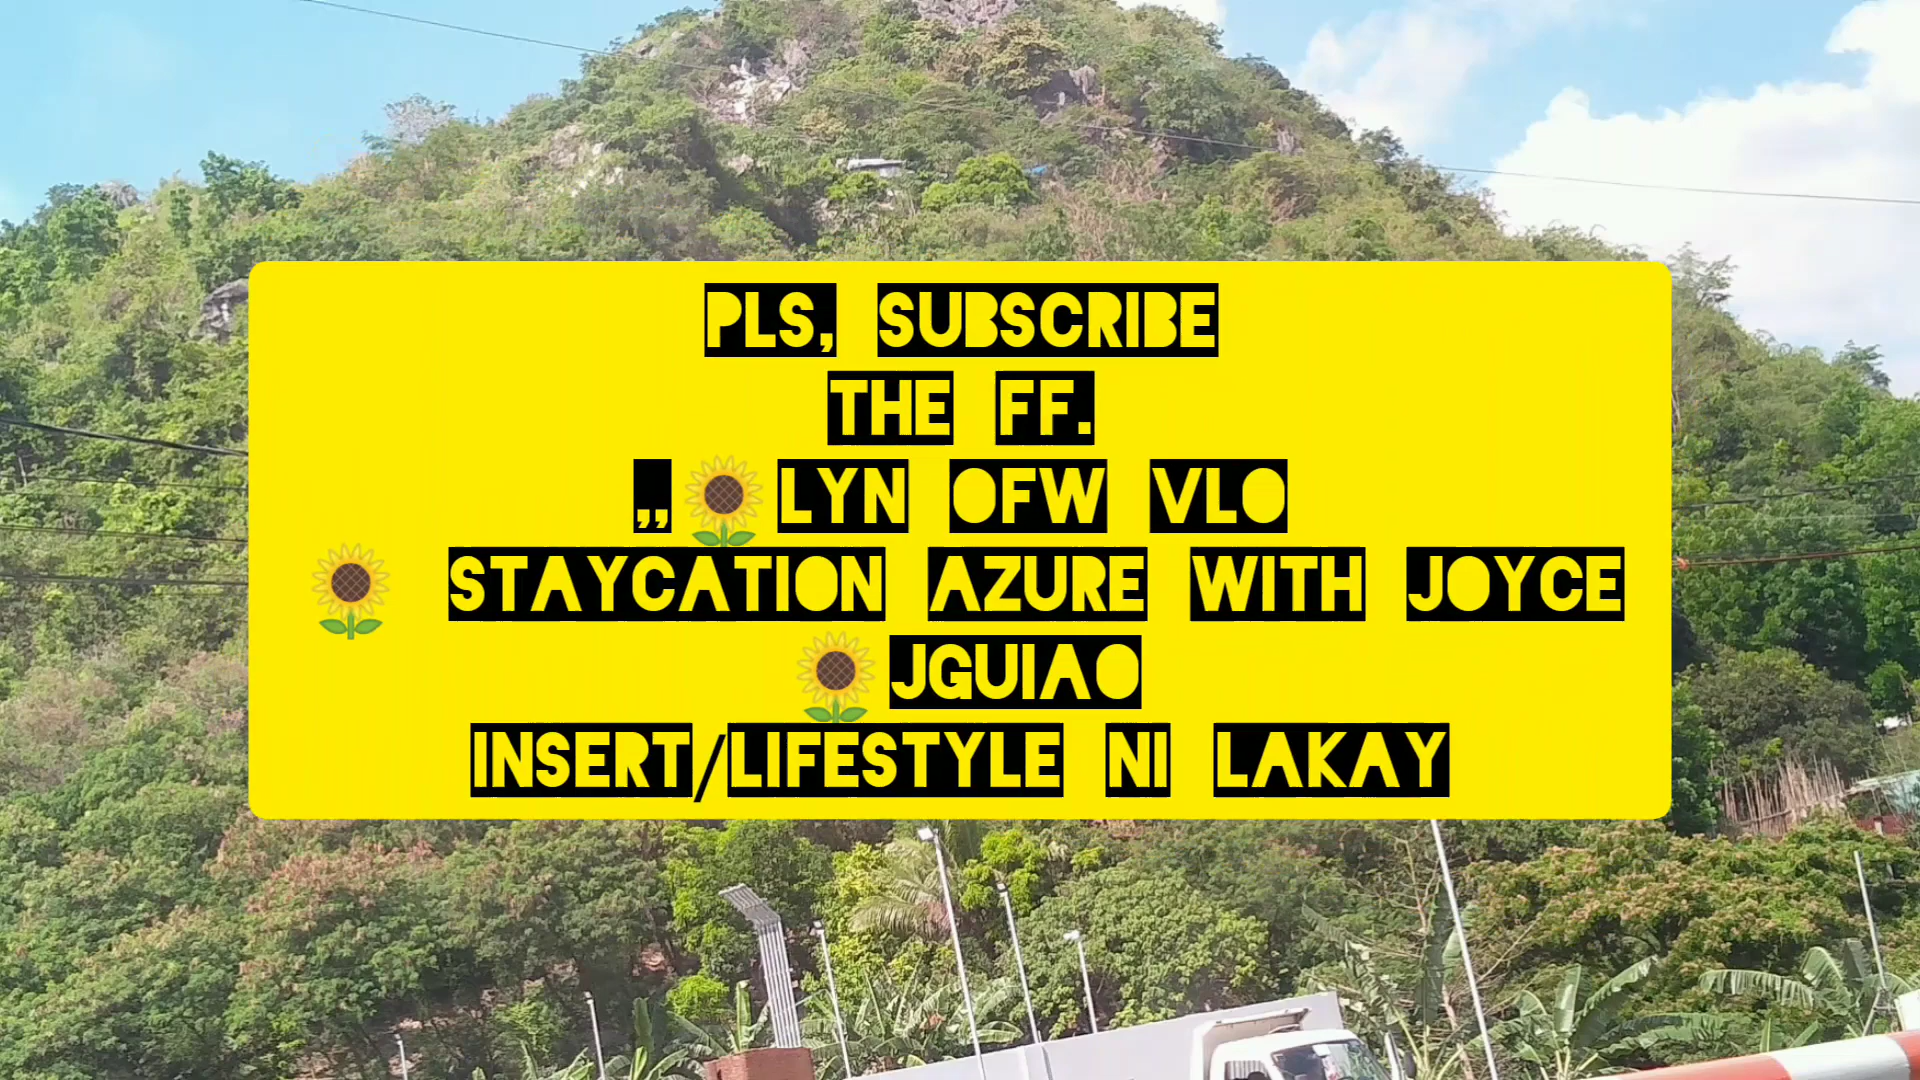 PLS, SUBSCRIBE
THE FF.
,,🌻LYN OFW VLO
🌻 STAYCATION AZURE WITH JOYCE
🌻JGUIAO
INSERT/LIFESTYLE NI LAKAY